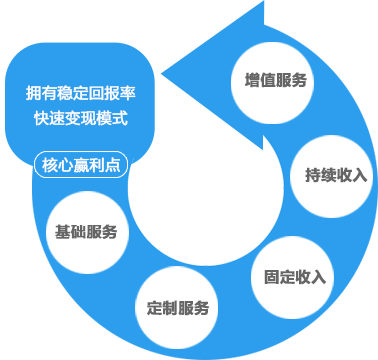 拥有稳定回报率
快速变现模式
核心赢利点
基础服务
定制服务
固定收入
持续收入
增值服务